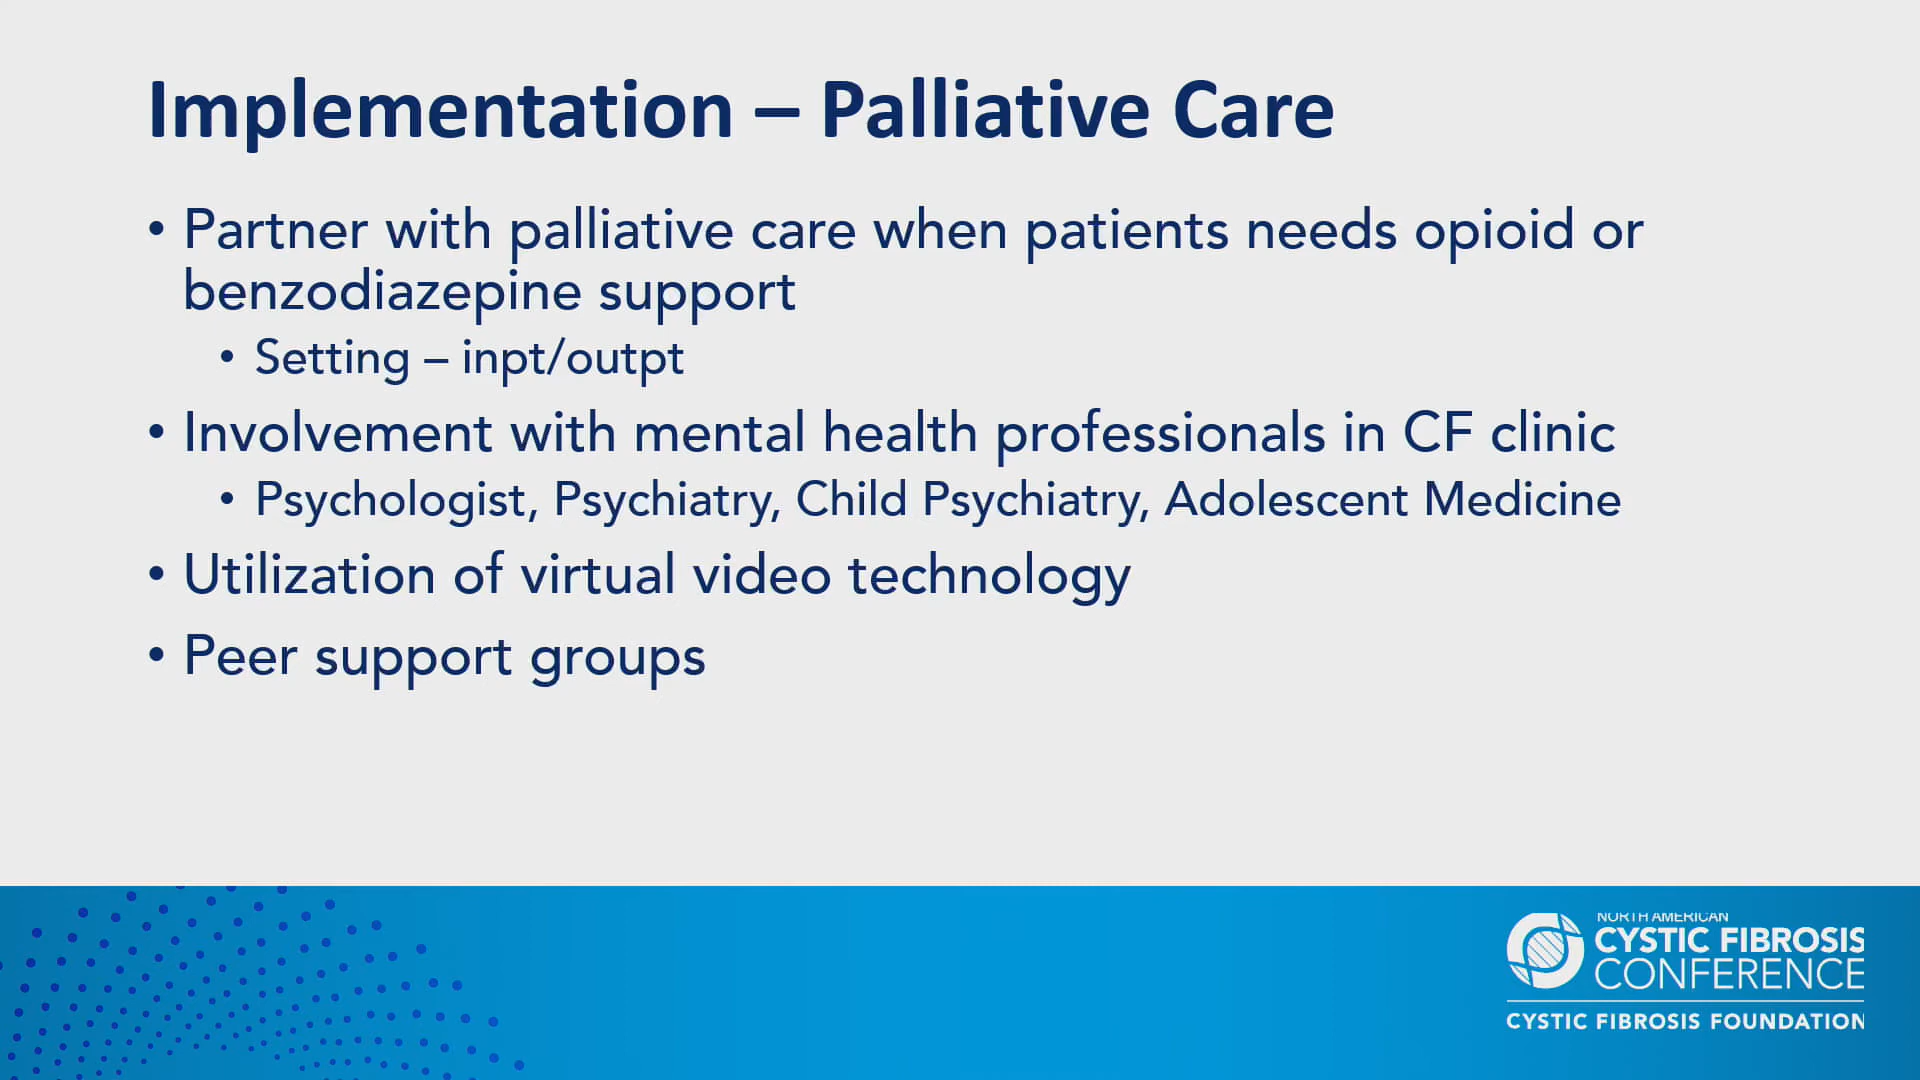 Implementation – Palliative Care
• Partner with palliative care when patients needs opioid or
benzodiazepine support
• Setting – inpt/outpt
• Involvement with mental health professionals in CF clinic
• Psychologist, Psychiatry, Child Psychiatry, Adolescent Medicine
• Utilization of virtual video technology
• Peer support groups
NORTH AMERICAN
CYSTIC FIBROSIS
CONFERENCE
CYSTIC FIBROSIS FOUNDATION